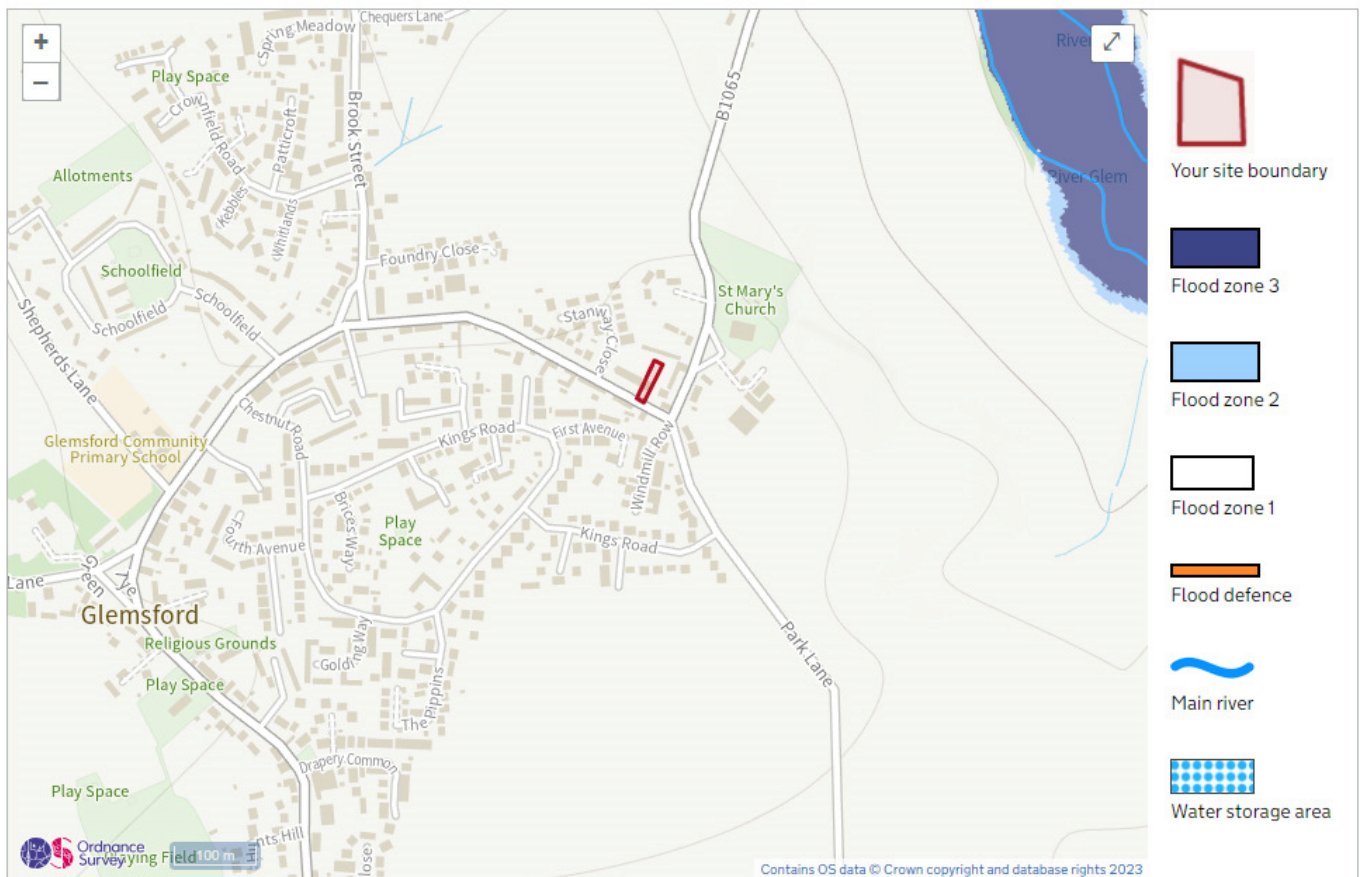 +
−
Chequers Lane
Spring Meadow
Play Space
Crownfield Road
Patticroft
Brook Street
B1065
River
River Glem
Allotments
Kebbles
Whitlands
Foundry Close
Schoolfield
Schoolfield
Schoolfield
Shepherds Lane
St Mary's
Church
Stanway Close
Chestnut Road
Kings Road
First Avenue
Windmill Row
Glemsford Community
Primary School
Brices Way
Play
Space
Fourth Avenue
Kings Road
Lane
Green
Tye
Glemsford
Religious Grounds
Golding Way
Park Lane
Play Space
The Pippins
Drapery Common
Play Space
nts Hill
Close
Playing Field
Ordnance
Survey
100 m
Contains OS data © Crown copyright and database rights 2023
Your site boundary
Flood zone 3
Flood zone 2
Flood zone 1
Flood defence
Main river
Water storage area